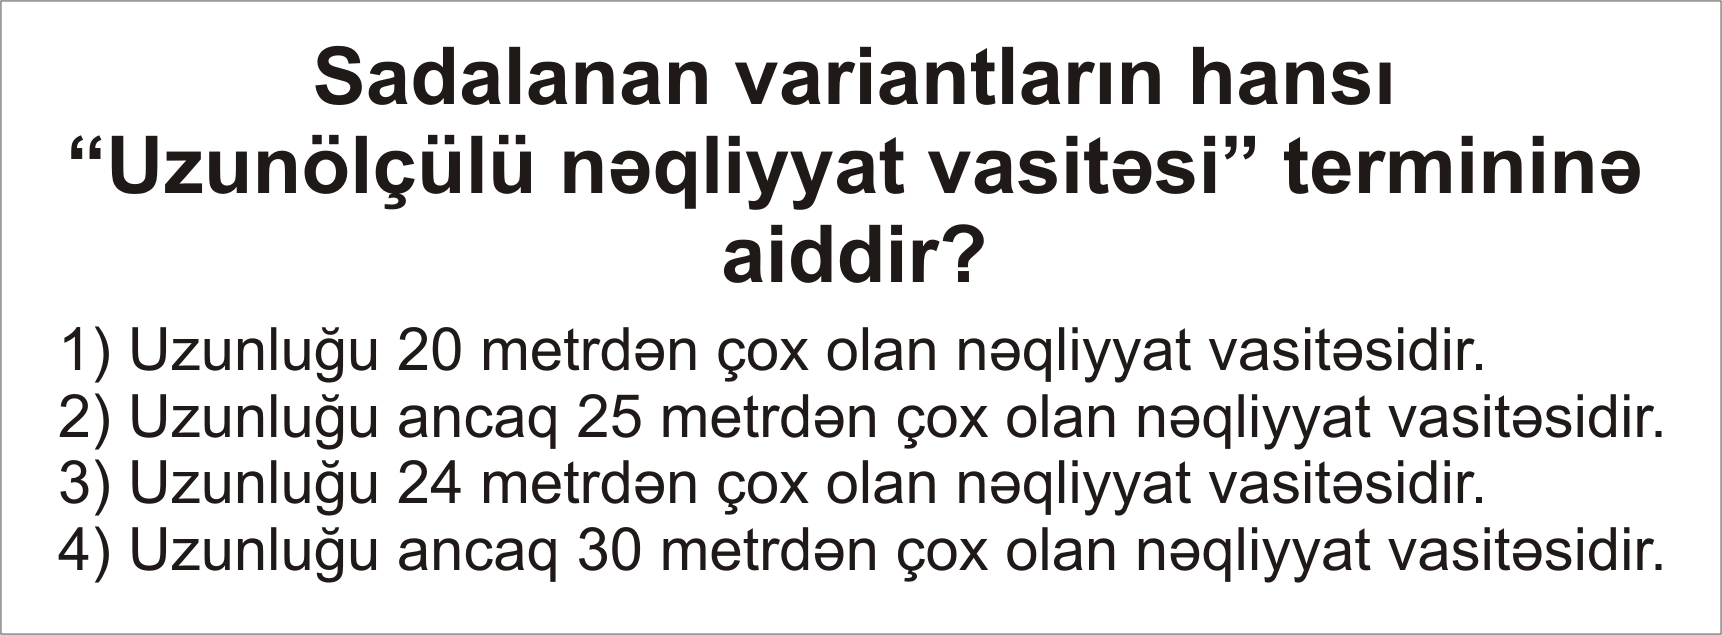 Sadalanan variantların hansı
“Uzunölçülü nəqliyyat vasitəsi” termininə
aiddir?
1) Uzunluğu 20 metrdən çox olan nəqliyyat vasitəsidir.
2) Uzunluğu ancaq 25 metrdən çox olan nəqliyyat vasitəsidir.
3) Uzunluğu 24 metrdən çox olan nəqliyyat vasitəsidir.
4) Uzunluğu ancaq 30 metrdən çox olan nəqliyyat vasitəsidir.